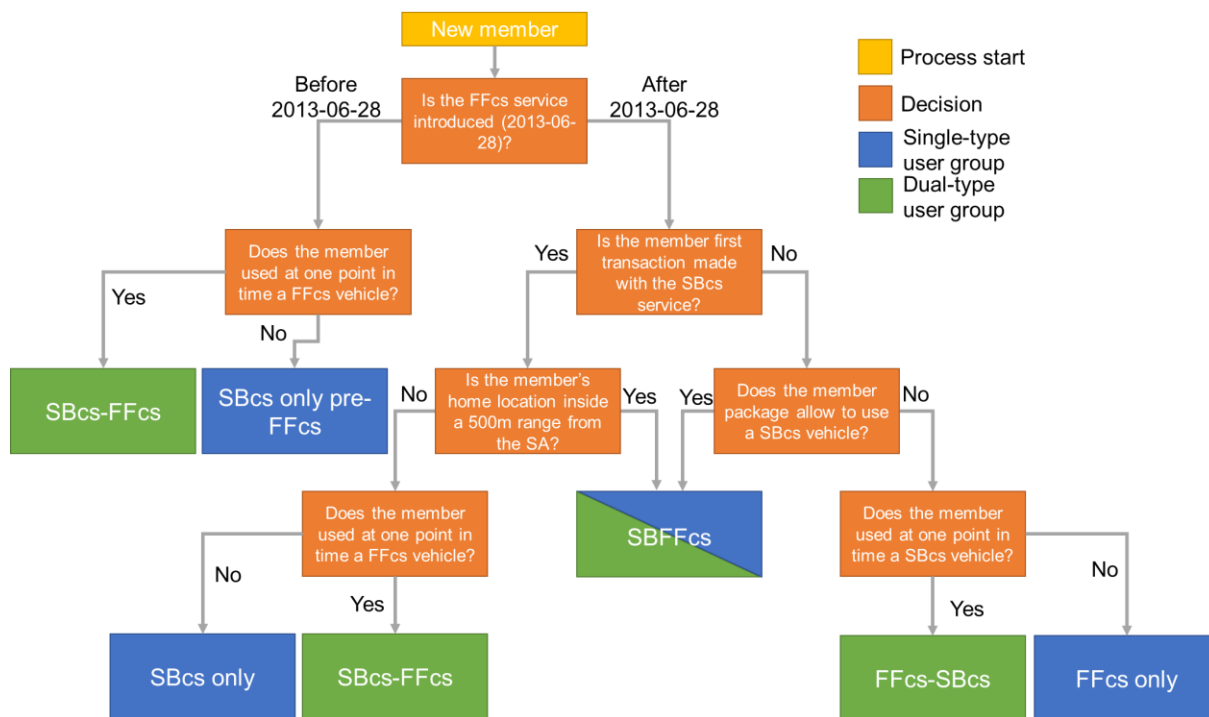 New member
Process start
Decision
Single-type
user group
Dual-type
user group
Before
2013-06-28
Is the FFcs service
introduced (2013-06-
28)?
After
2013-06-28
Does the member
used at one point in
time a FFcs vehicle?
Yes
Is the member first
transaction made
with the SBcs
service?
No
Yes
No
SBcs-FFcs
SBcs only pre-
FFcs
No
Is the member's
home location inside
a 500m range from
the SA?
Yes
Yes
Does the member
package allow to use
a SBcs vehicle?
No
Does the member
used at one point in
time a FFcs vehicle?
SBFFcs
Does the member
used at one point in
time a SBcs vehicle?
No
Yes
Yes
No
SBcs only
SBcs-FFcs
FFcs-SBcs
FFcs only